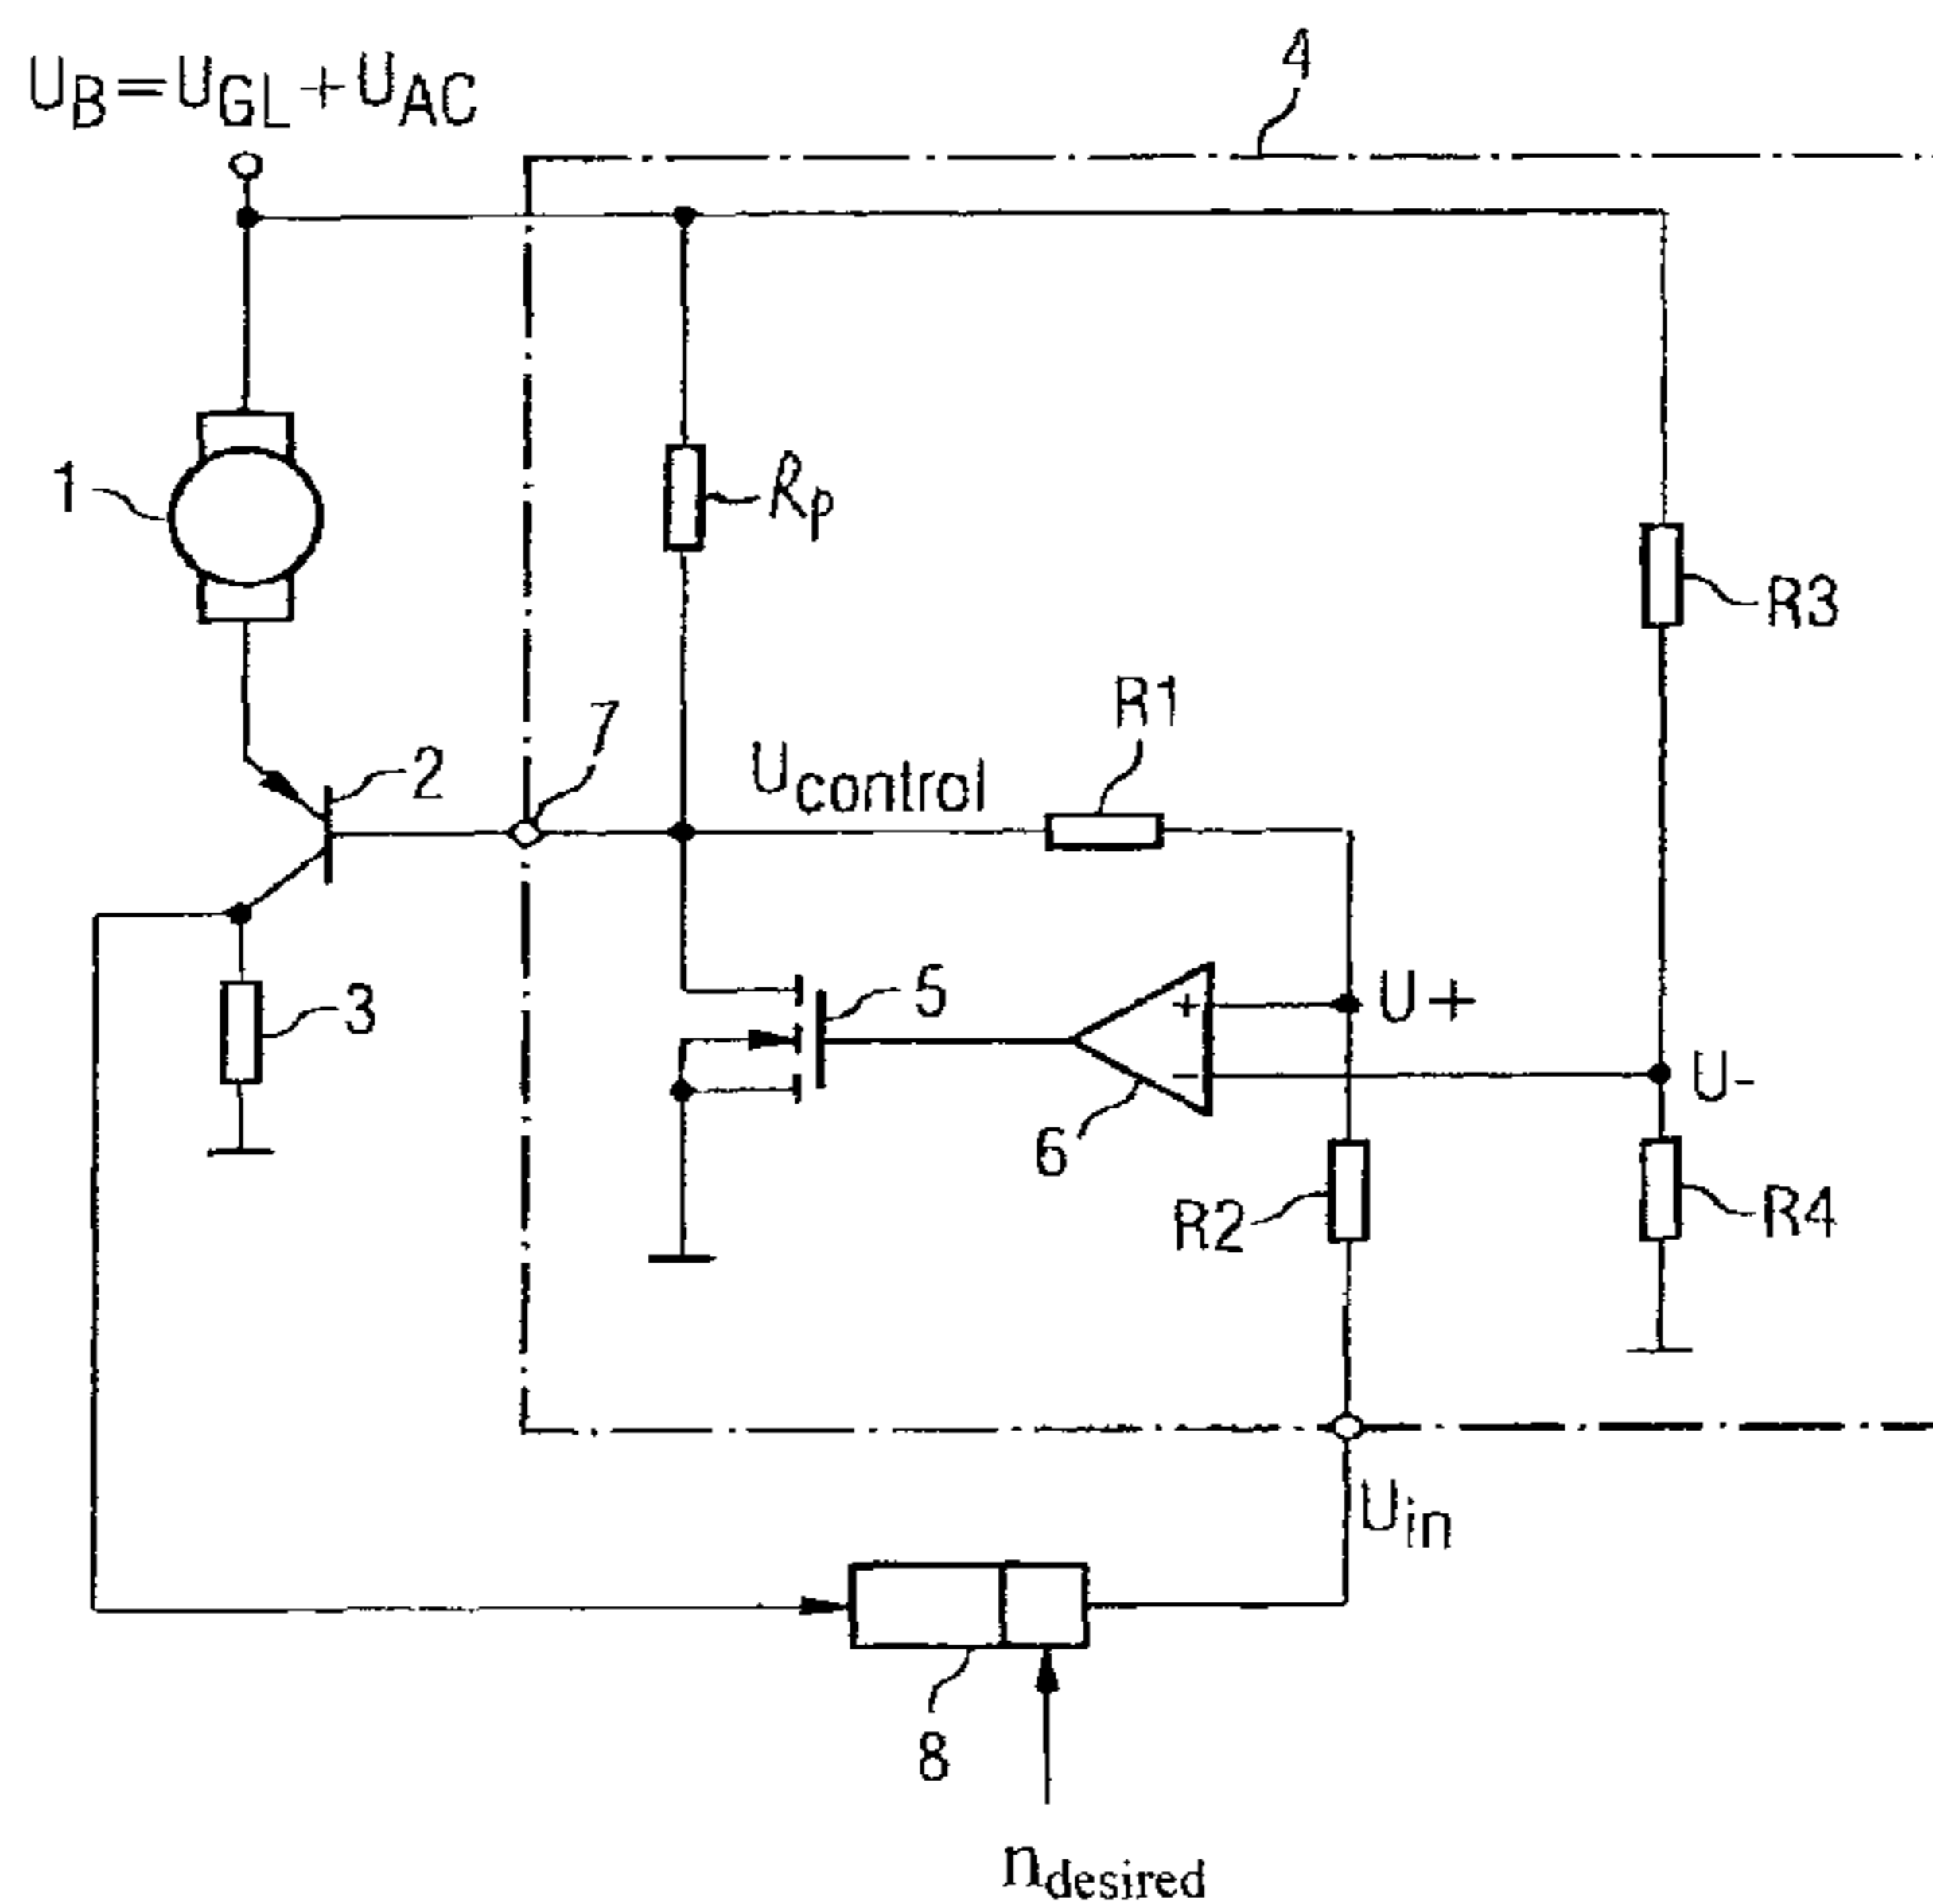 4
U_B=U_GL+U_AC
1
R_p
R3
7
R1
2
U_control
5
+
U+
3
-
U-
6
R2
R4
U_in
8
n_desired